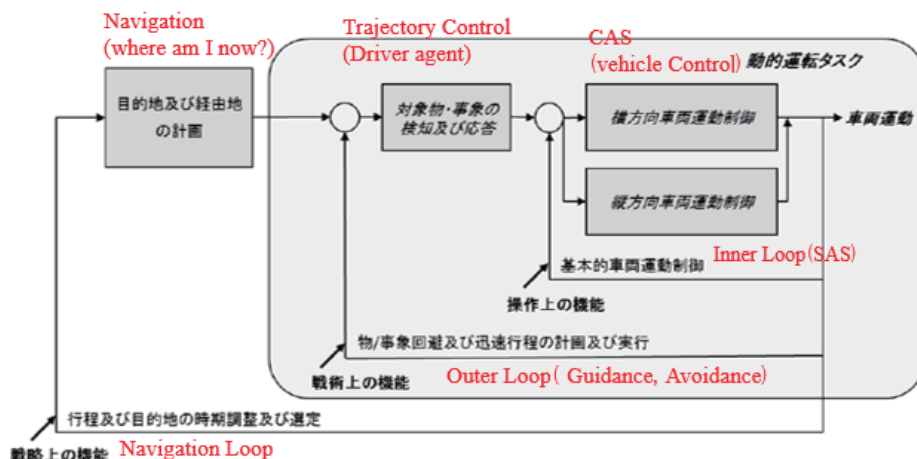 Navigation
(where am I now?)
Trajectory Control
(Driver agent)
CAS
(vehicle Control)
動的運転タスク
目的地及び経由地
の計画
対象物・事象の
検知及び応答
横方向車両運動制御
車両運動
縦方向車両運動制御
Inner Loop(SAS)
基本的車両運動制御
操作上の機能
物/事象回避及び迅速行程の計画及び実行
戦術上の機能
Outer Loop( Guidance, Avoidance)
行程及び目的地の時期調整及び選定
戦略上の機能
Navigation Loop